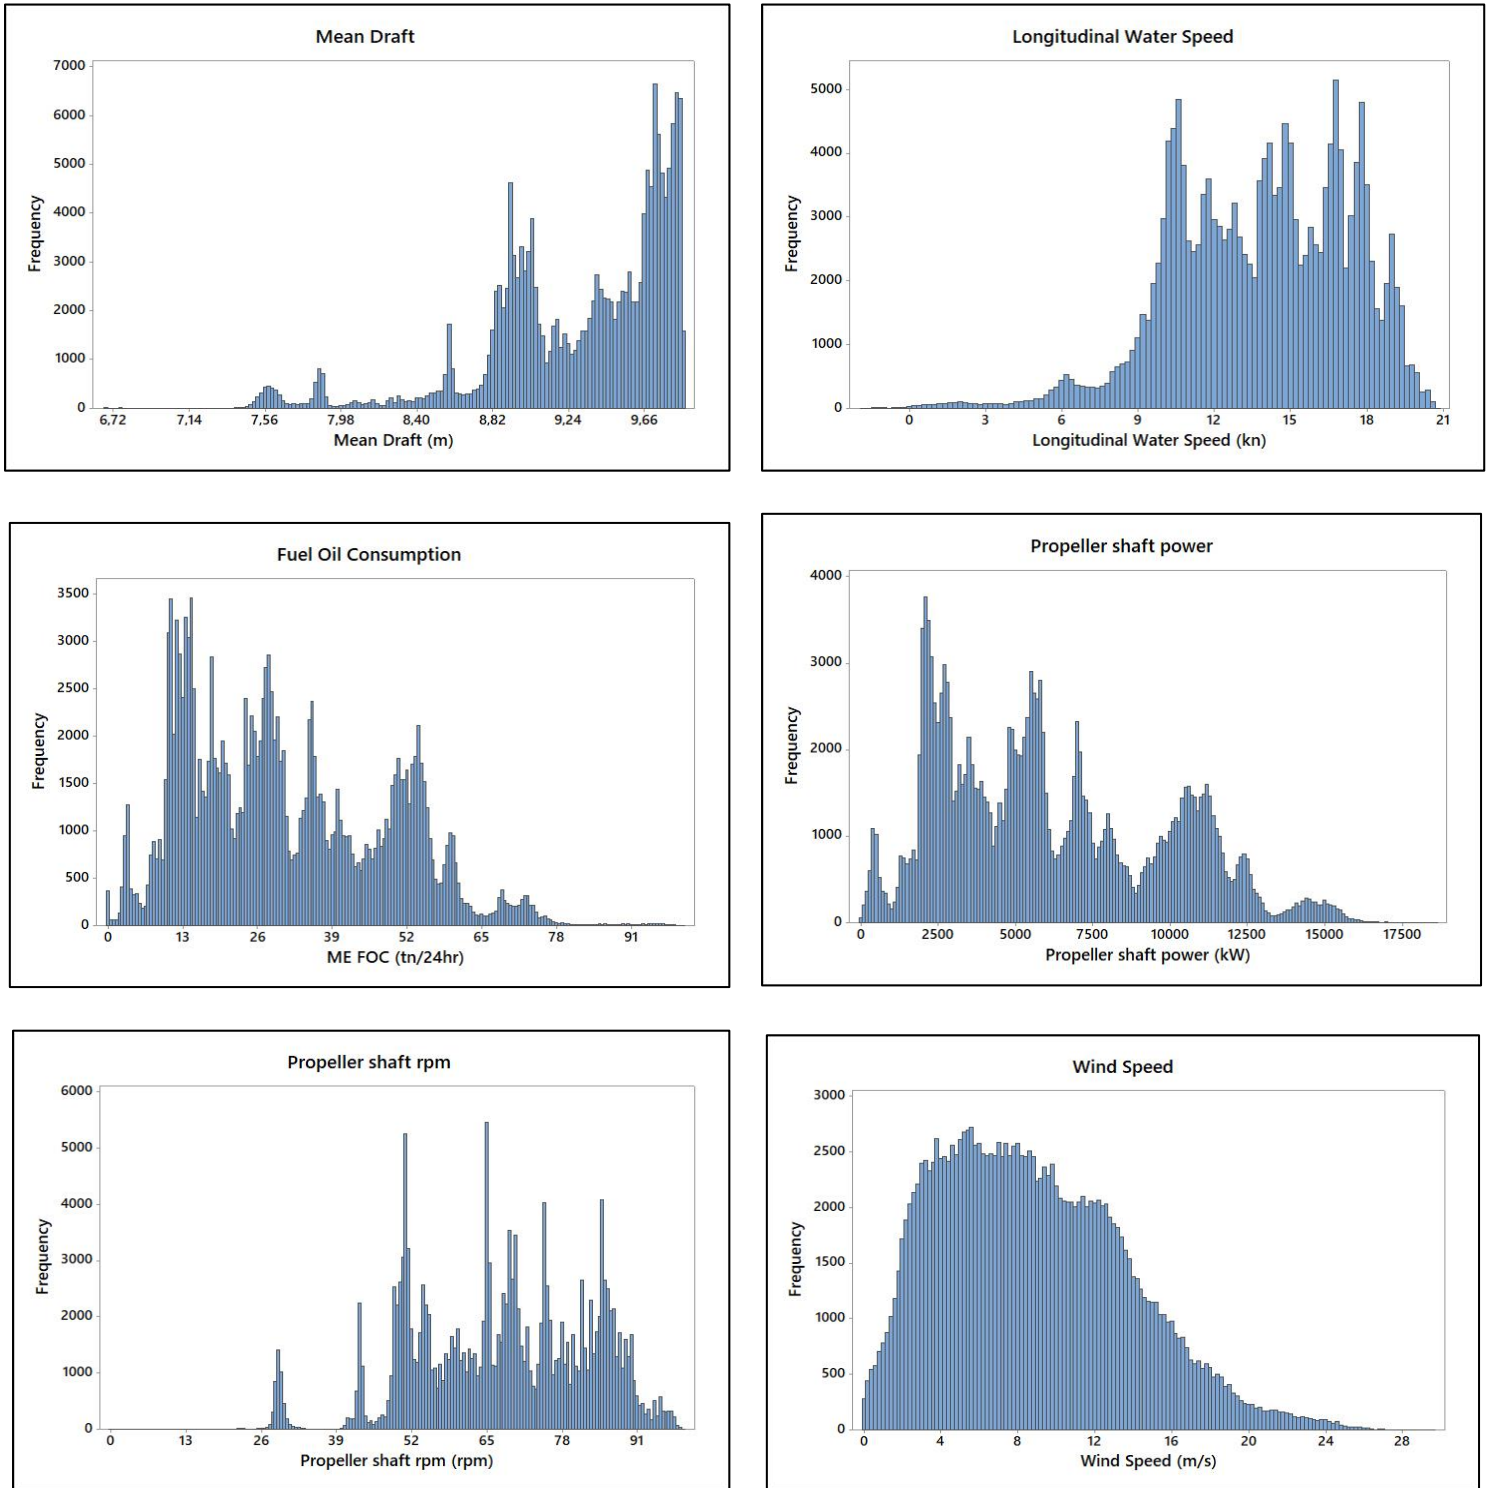 Mean Draft
Frequency
7000
6000
5000
4000
3000
2000
1000
0
6,72 7,14 7,56 7,98 8,40 8,82 9,24 9,66
Mean Draft (m)
Longitudinal Water Speed
Frequency
5000
4000
3000
2000
1000
0
0 3 6 9 12 15 18 21
Longitudinal Water Speed (kn)
Fuel Oil Consumption
Frequency
3500
3000
2500
2000
1500
1000
500
0
0 13 26 39 52 65 78 91
ME FOC (tn/24hr)
Propeller shaft power
Frequency
4000
3000
2000
1000
0
0 2500 5000 7500 10000 12500 15000 17500
Propeller shaft power (kW)
Propeller shaft rpm
Frequency
6000
5000
4000
3000
2000
1000
0
0 13 26 39 52 65 78 91
Propeller shaft rpm (rpm)
Wind Speed
Frequency
3000
2500
2000
1500
1000
500
0
0 4 8 12 16 20 24 28
Wind Speed (m/s)